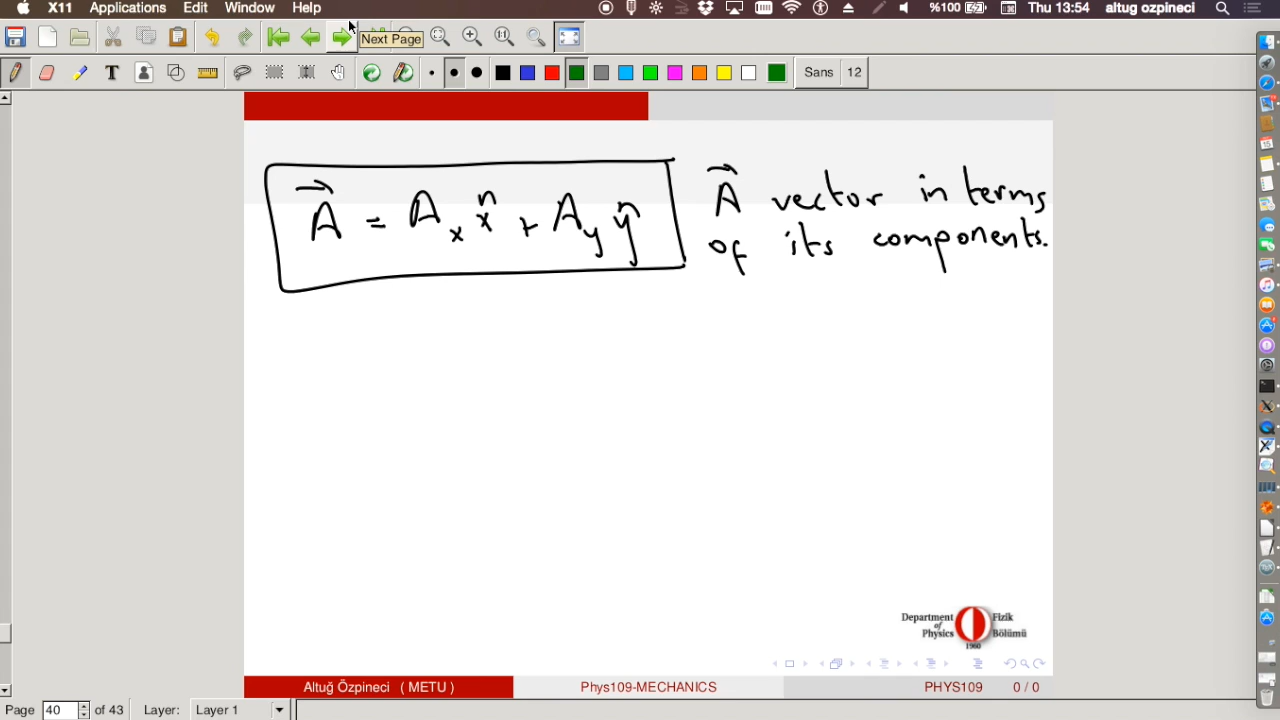 X11 Applications Edit Window Help %100 Thu 13:54 altug ozpineci
Next Page
Sans 12
A⃗ = Aₓ x̂ + A_y ŷ
A⃗ vector in terms
of its components.
Department of Physics
Fizik Bölümü
1960
Altuğ Özpineci ( METU ) Phys109-MECHANICS PHYS109 0 / 0
Page 40 of 43 Layer: Layer 1